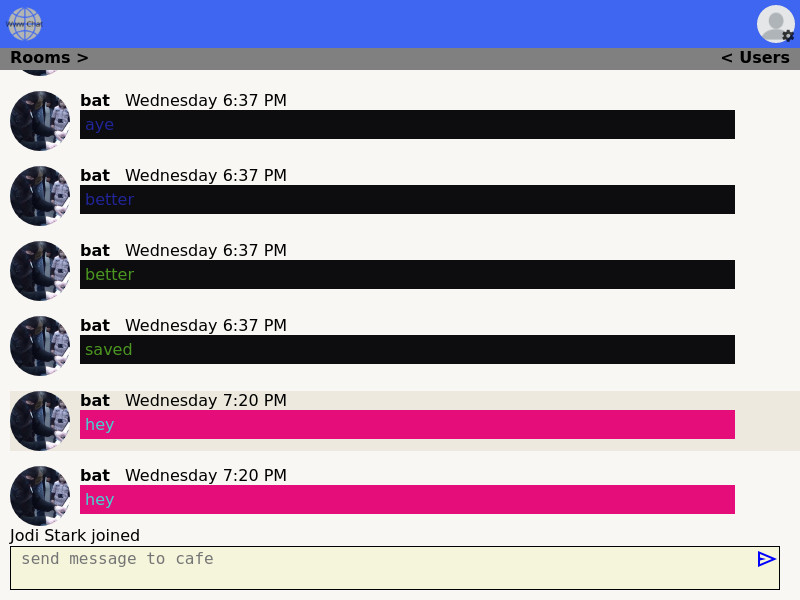 Www Chat
Rooms >
< Users
bat Wednesday 6:37 PM
aye
bat Wednesday 6:37 PM
better
bat Wednesday 6:37 PM
better
bat Wednesday 6:37 PM
saved
bat Wednesday 7:20 PM
hey
bat Wednesday 7:20 PM
hey
Jodi Stark joined
send message to cafe